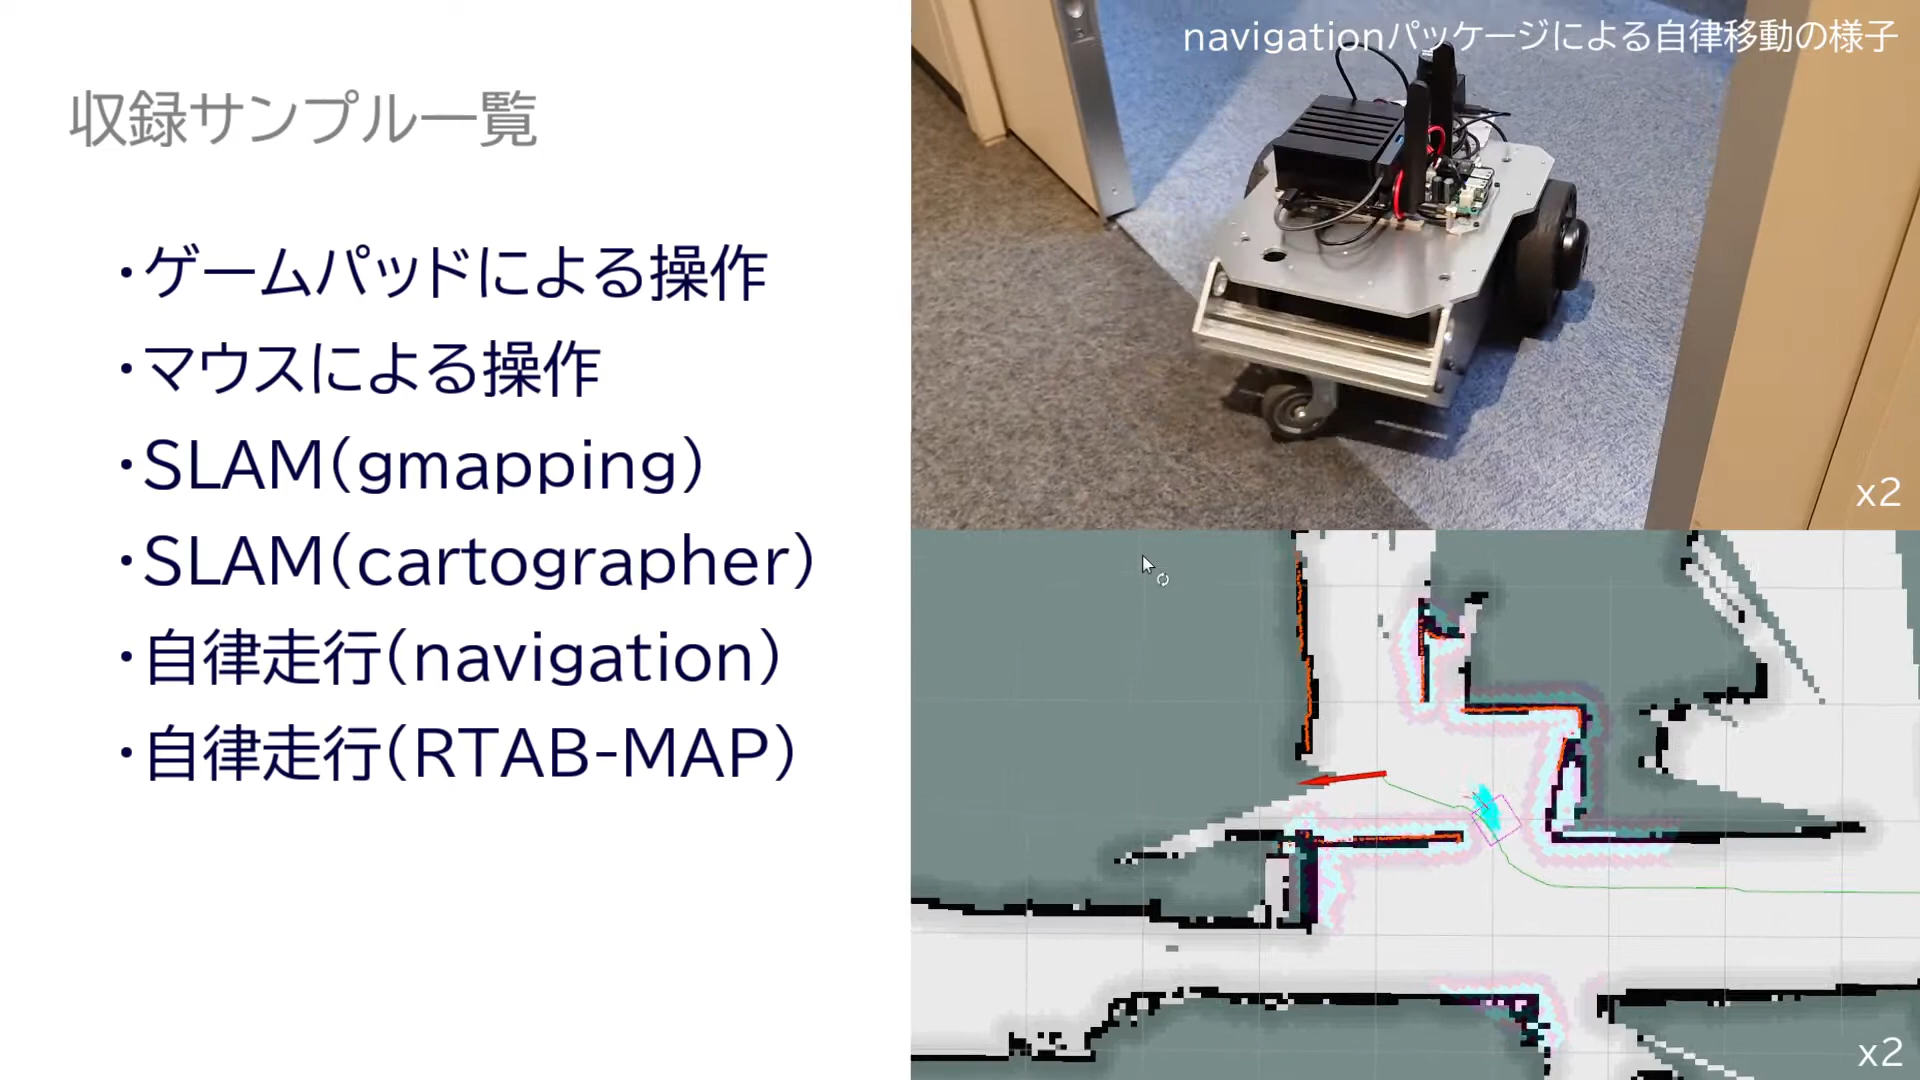 収録サンプル一覧
・ゲームパッドによる操作
・マウスによる操作
・SLAM(gmapping)
・SLAM(cartographer)
・自律走行(navigation)
・自律走行(RTAB-MAP)
navigationパッケージによる自律移動の様子
x2
x2